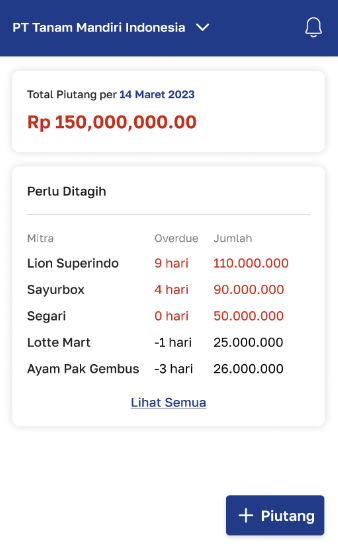 PT Tanam Mandiri Indonesia
Total Piutang per 14 Maret 2023
Rp 150,000,000.00
Perlu Ditagih
Mitra Overdue Jumlah
Lion Superindo 9 hari 110.000.000
Sayurbox 4 hari 90.000.000
Segari 0 hari 50.000.000
Lotte Mart -1 hari 25.000.000
Ayam Pak Gembus -3 hari 26.000.000
Lihat Semua
+ Piutang